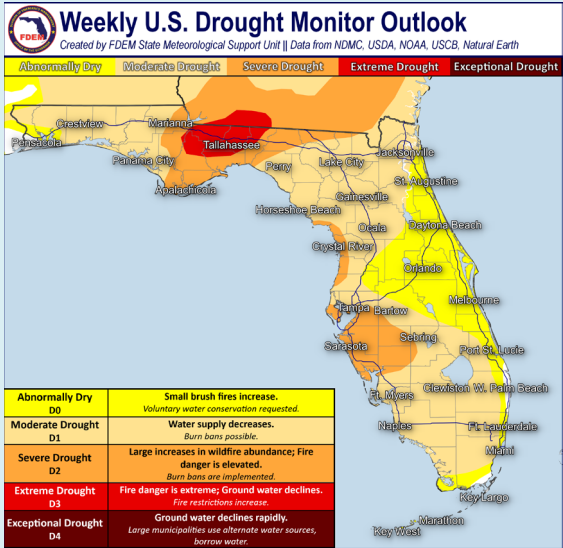 Weekly U.S. Drought Monitor Outlook
FDEM
Created by FDEM State Meteorological Support Unit || Data from NDMC, USDA, NOAA, USCB, Natural Earth
Abnormally Dry Moderate Drought Severe Drought Extreme Drought Exceptional Drought
Crestview
Marianna
Pensacola
Tallahassee
Jacksonville
Panama City
Perry
Lake City
Apalachicola
St. Augustine
Gainesville
Horseshoe Beach
Ocala
Daytona Beach
Crystal River
Orlando
Melbourne
Tampa
Bartow
Sarasota
Sebring
Port St. Lucie
Clewiston
W. Palm Beach
Ft. Myers
Naples
Ft. Lauderdale
Miami
Key Largo
Marathon
Key West
Abnormally Dry
D0
Small brush fires increase.
Voluntary water conservation requested.
Moderate Drought
D1
Water supply decreases.
Burn bans possible.
Severe Drought
D2
Large increases in wildfire abundance; Fire
danger is elevated.
Burn bans are implemented.
Extreme Drought
D3
Fire danger is extreme; Ground water declines.
Fire restrictions increase.
Exceptional Drought
D4
Ground water declines rapidly.
Large municipalities use alternate water sources,
borrow water.